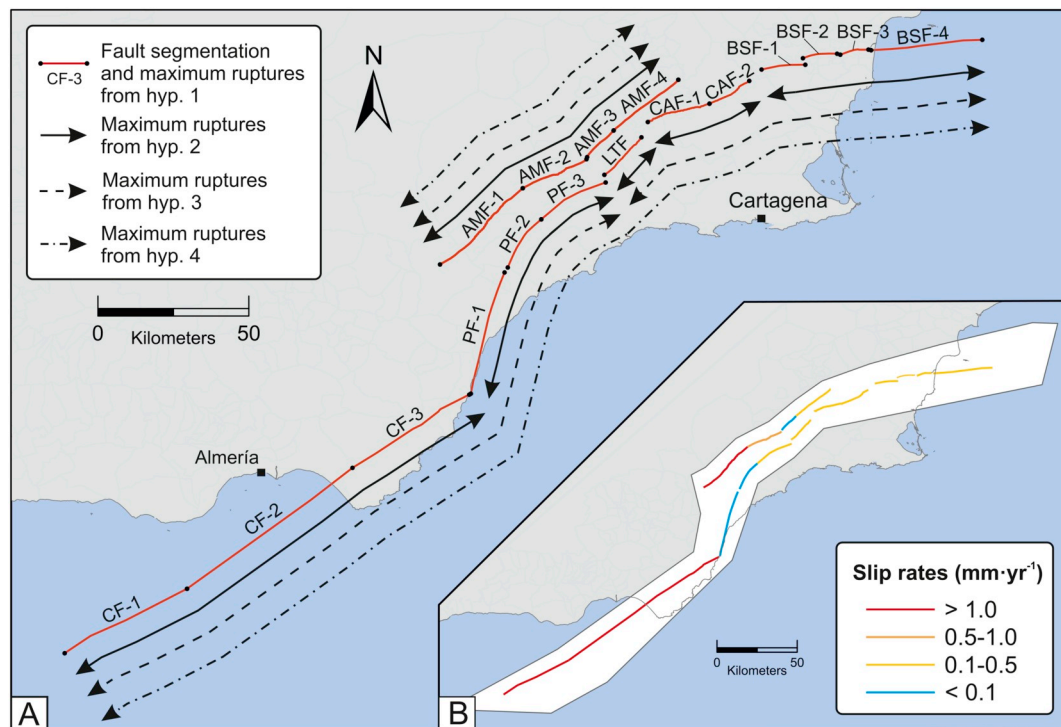 CF-3
Fault segmentation
and maximum ruptures
from hyp. 1
Maximum ruptures
from hyp. 2
Maximum ruptures
from hyp. 3
Maximum ruptures
from hyp. 4
0 50
Kilometers
N
BSF-1
BSF-2
BSF-3
BSF-4
CAF-1
CAF-2
AMF-4
AMF-3
AMF-2
AMF-1
LTF
PF-3
PF-2
PF-1
Cartagena
CF-3
Almería
CF-2
CF-1
A
Slip rates (mm·yr⁻¹)
> 1.0
0.5-1.0
0.1-0.5
< 0.1
0 50
Kilometers
B